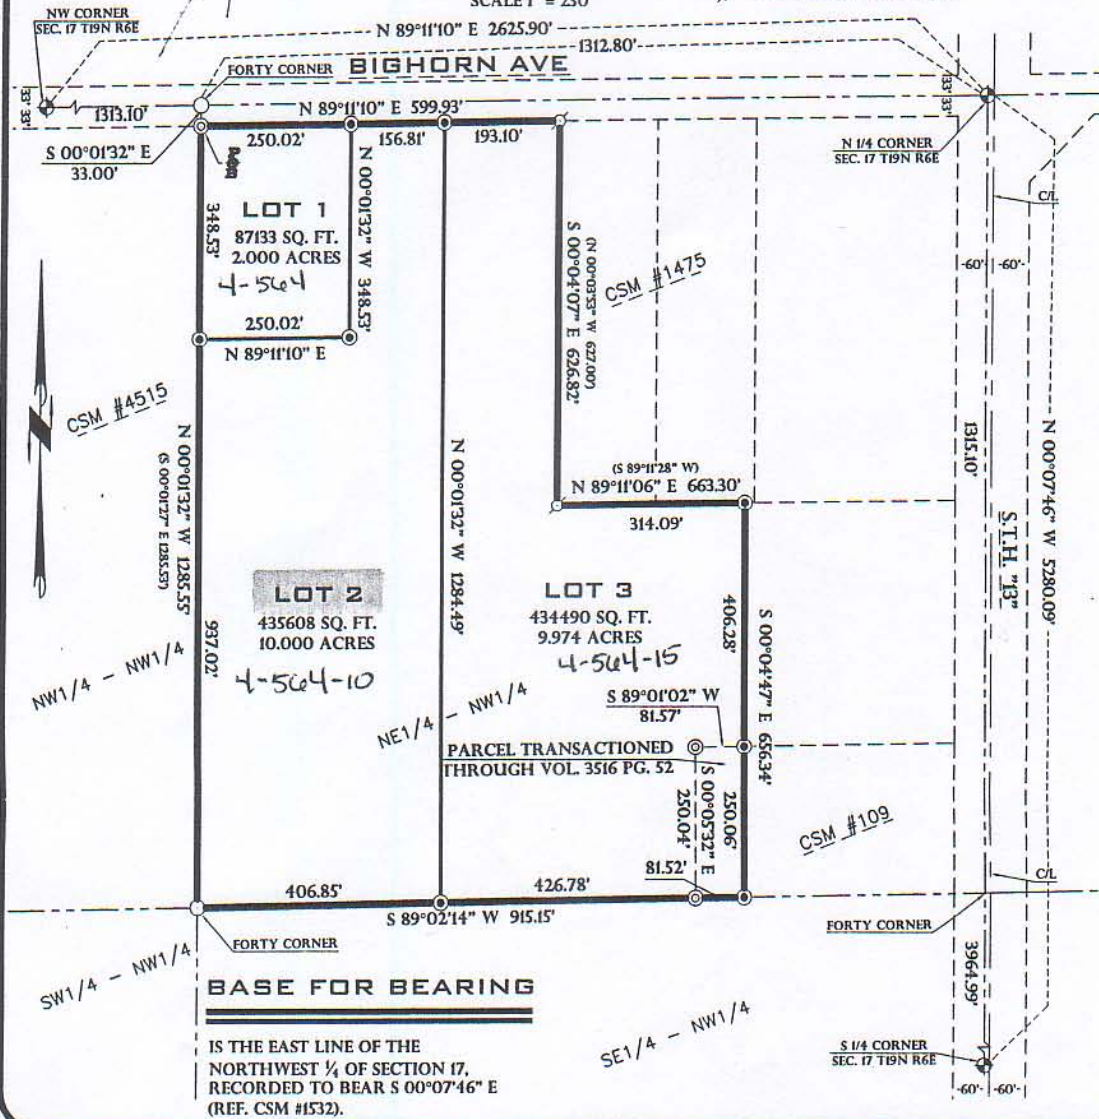 SCALE 1" = 230'
NW CORNER
SEC. 17 T19N R6E
N 89°11'10" E 2625.90'
1312.80'
FORTY CORNER
BIGHORN AVE
33' 33'
1313.10'
N 89°11'10" E 599.93'
33' 33'
250.02'
156.81'
193.10'
S 00°01'32" E
33.00'
N 1/4 CORNER
SEC. 17 T19N R6E
C/L
LOT 1
87133 SQ. FT.
2.000 ACRES
4-564
348.53'
N 00°01'32" W 348.53'
250.02'
N 89°11'10" E
(N 00°03'53" W 627.00')
S 00°04'07" E 626.82'
CSM #1475
-60'- -60'-
CSM #4515
N 00°01'32" W 1285.55'
(S 00°01'27" E 1285.53')
N 00°01'32" W 1284.49'
1315.10'
N 00°07'46" W 5280.09'
S.T.H. "13"
(S 89°11'28" W)
N 89°11'06" E 663.30'
314.09'
LOT 2
435608 SQ. FT.
10.000 ACRES
4-564-10
937.02'
LOT 3
434490 SQ. FT.
9.974 ACRES
4-564-15
406.28'
S 00°04'47" E 656.34'
NW1/4 - NW1/4
NE1/4 - NW1/4
S 89°01'02" W
81.57'
PARCEL TRANSACTIONED
THROUGH VOL. 3516 PG. 52
S 00°05'32" E
250.04'
250.06'
CSM #109
81.52'
C/L
406.85'
426.78'
S 89°02'14" W 915.15'
FORTY CORNER
FORTY CORNER
3964.99'
SW1/4 - NW1/4
BASE FOR BEARING
IS THE EAST LINE OF THE
NORTHWEST ¼ OF SECTION 17,
RECORDED TO BEAR S 00°07'46" E
(REF. CSM #1532).
SE1/4 - NW1/4
S 1/4 CORNER
SEC. 17 T19N R6E
-60'- -60'-